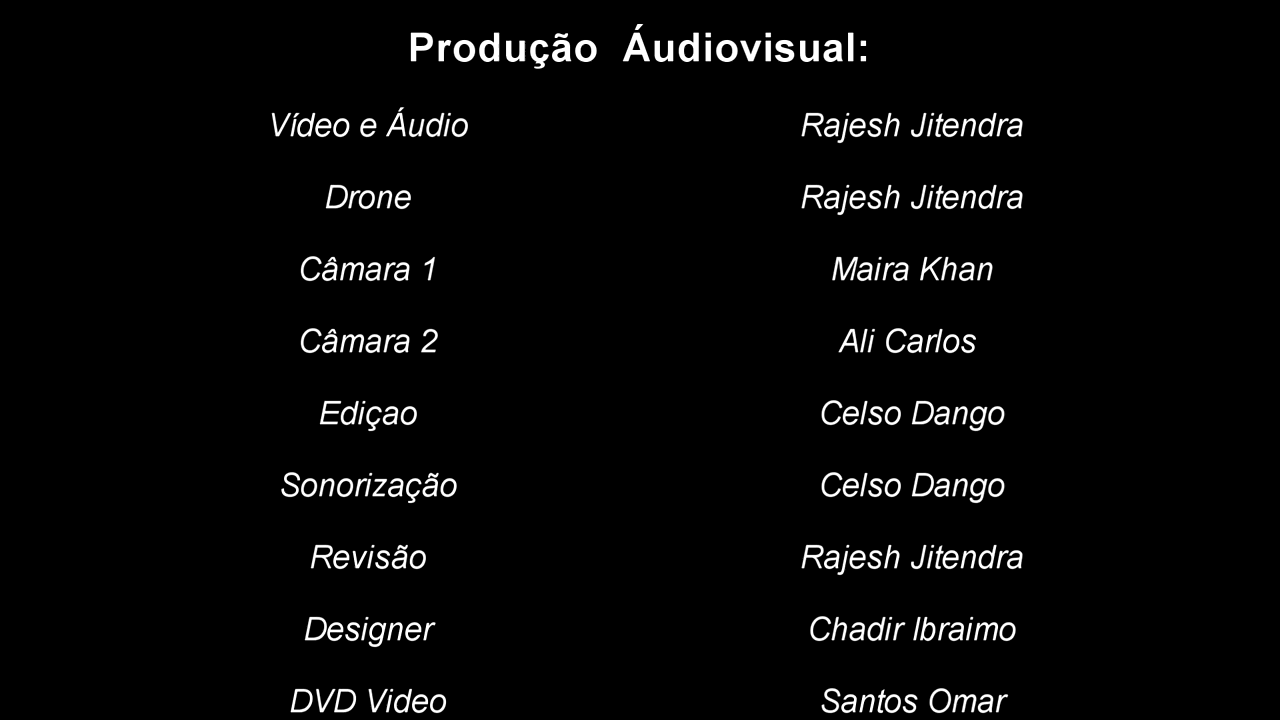 Produção Áudiovisual:
Vídeo e Áudio Rajesh Jitendra
Drone Rajesh Jitendra
Câmara 1 Maira Khan
Câmara 2 Ali Carlos
Ediçao Celso Dango
Sonorização Celso Dango
Revisão Rajesh Jitendra
Designer Chadir Ibraimo
DVD Video Santos Omar